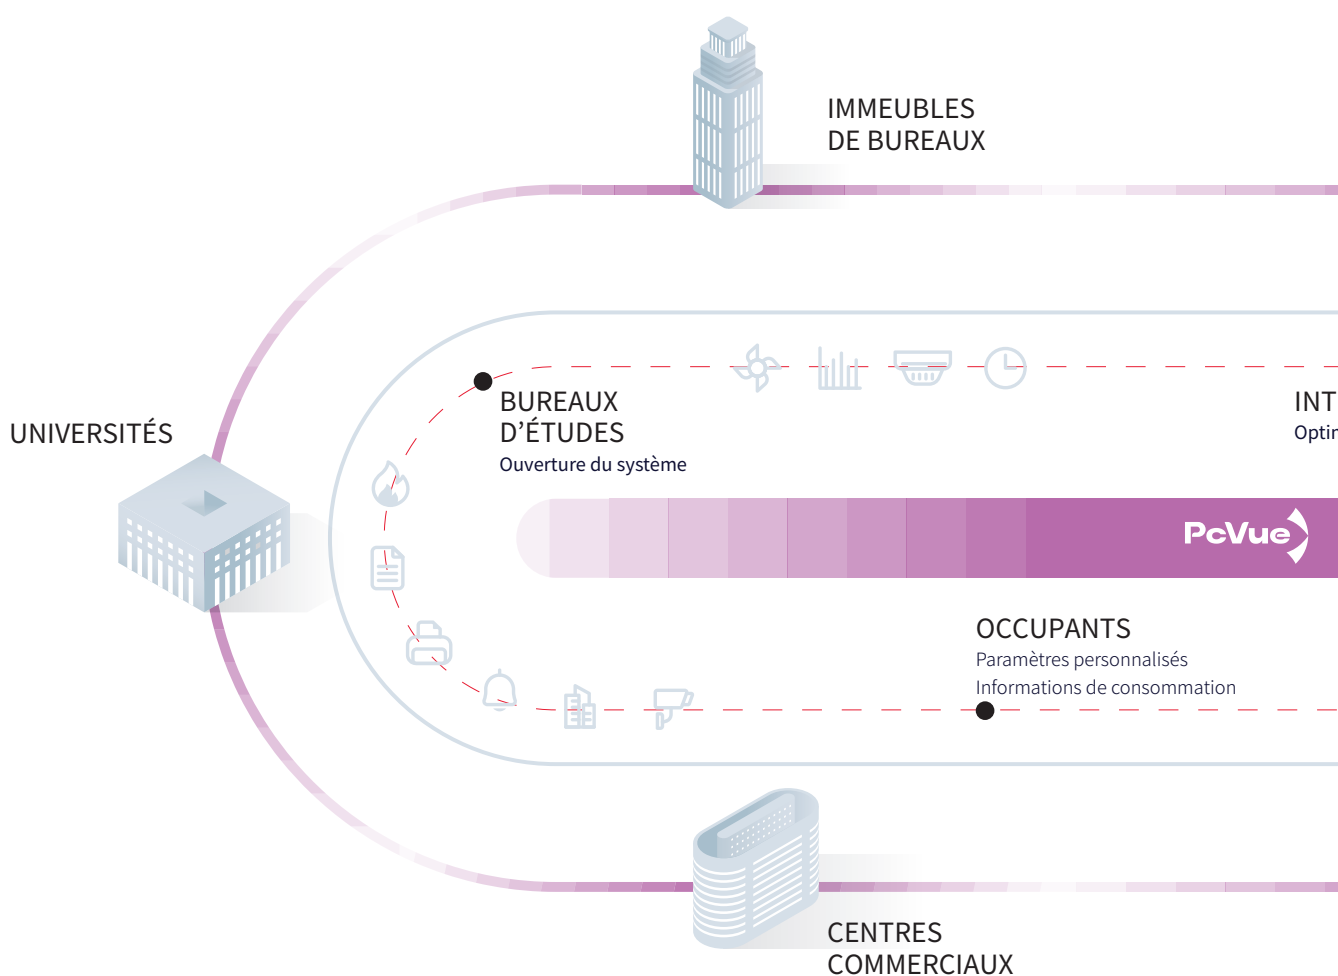 IMMEUBLES
DE BUREAUX
UNIVERSITÉS
BUREAUX
D’ÉTUDES
Ouverture du système
INT
Optin
PcVue
OCCUPANTS
Paramètres personnalisés
Informations de consommation
CENTRES
COMMERCIAUX